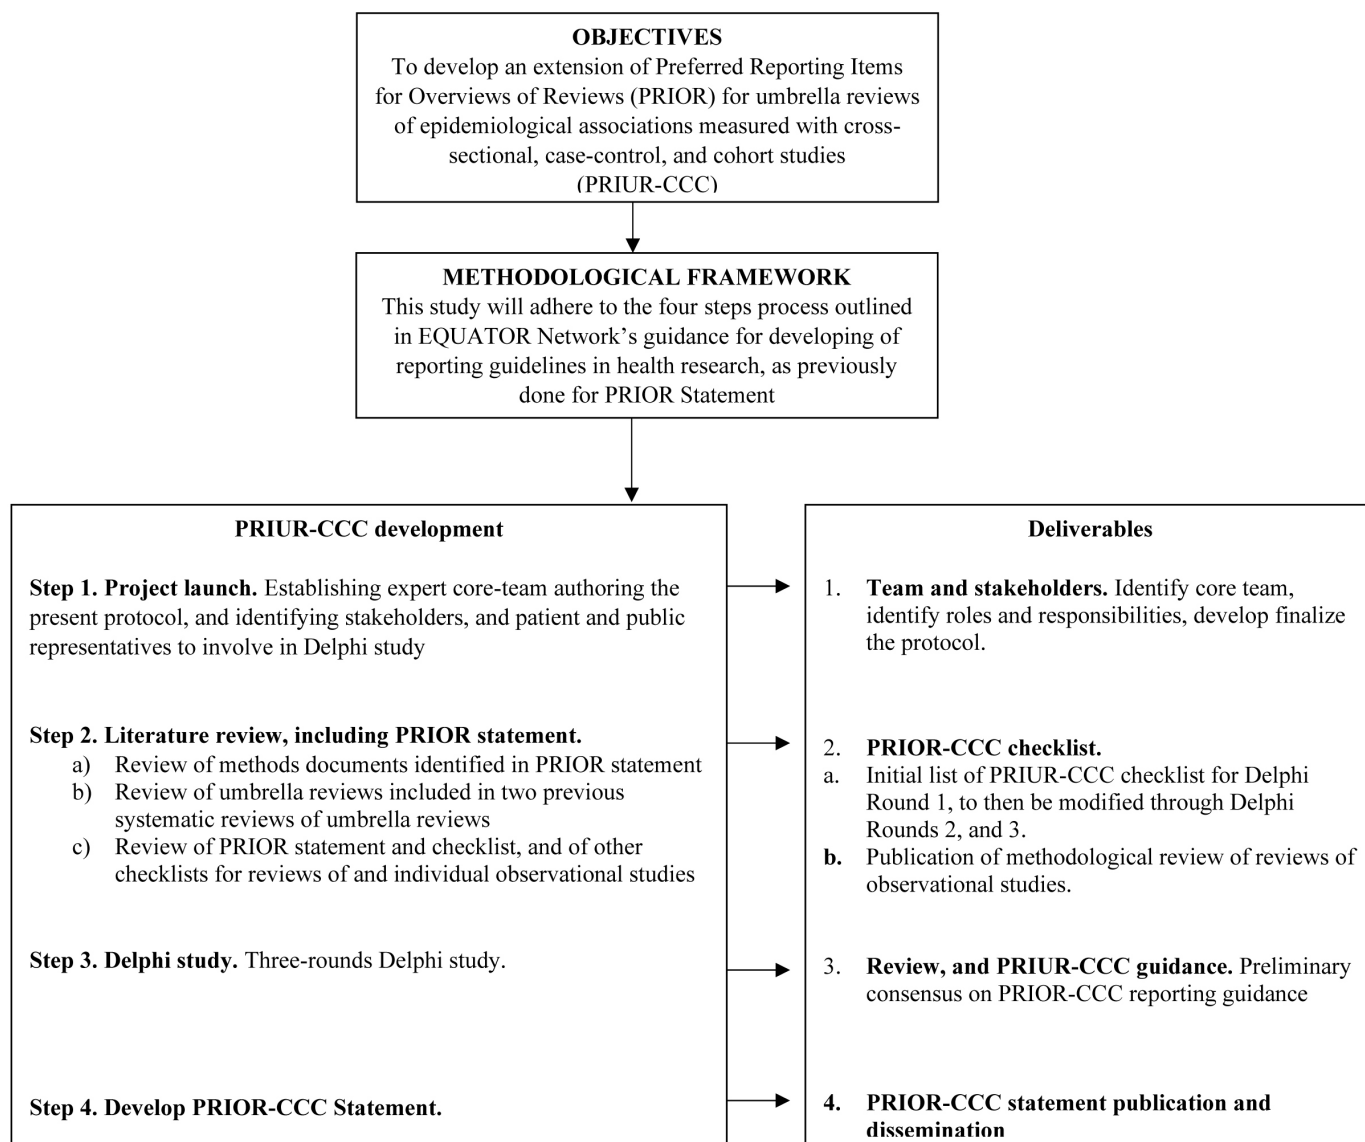 OBJECTIVES
To develop an extension of Preferred Reporting Items
for Overviews of Reviews (PRIOR) for umbrella reviews
of epidemiological associations measured with cross-
sectional, case-control, and cohort studies
(PRIUR-CCC)
METHODOLOGICAL FRAMEWORK
This study will adhere to the four steps process outlined
in EQUATOR Network’s guidance for developing of
reporting guidelines in health research, as previously
done for PRIOR Statement
PRIUR-CCC development
Step 1. Project launch. Establishing expert core-team authoring the
present protocol, and identifying stakeholders, and patient and public
representatives to involve in Delphi study
Step 2. Literature review, including PRIOR statement.
a) Review of methods documents identified in PRIOR statement
b) Review of umbrella reviews included in two previous
systematic reviews of umbrella reviews
c) Review of PRIOR statement and checklist, and of other
checklists for reviews of and individual observational studies
Step 3. Delphi study. Three-rounds Delphi study.
Step 4. Develop PRIOR-CCC Statement.
Deliverables
1. Team and stakeholders. Identify core team,
identify roles and responsibilities, develop finalize
the protocol.
2. PRIOR-CCC checklist.
a. Initial list of PRIUR-CCC checklist for Delphi
Round 1, to then be modified through Delphi
Rounds 2, and 3.
b. Publication of methodological review of reviews of
observational studies.
3. Review, and PRIUR-CCC guidance. Preliminary
consensus on PRIOR-CCC reporting guidance
4. PRIOR-CCC statement publication and
dissemination